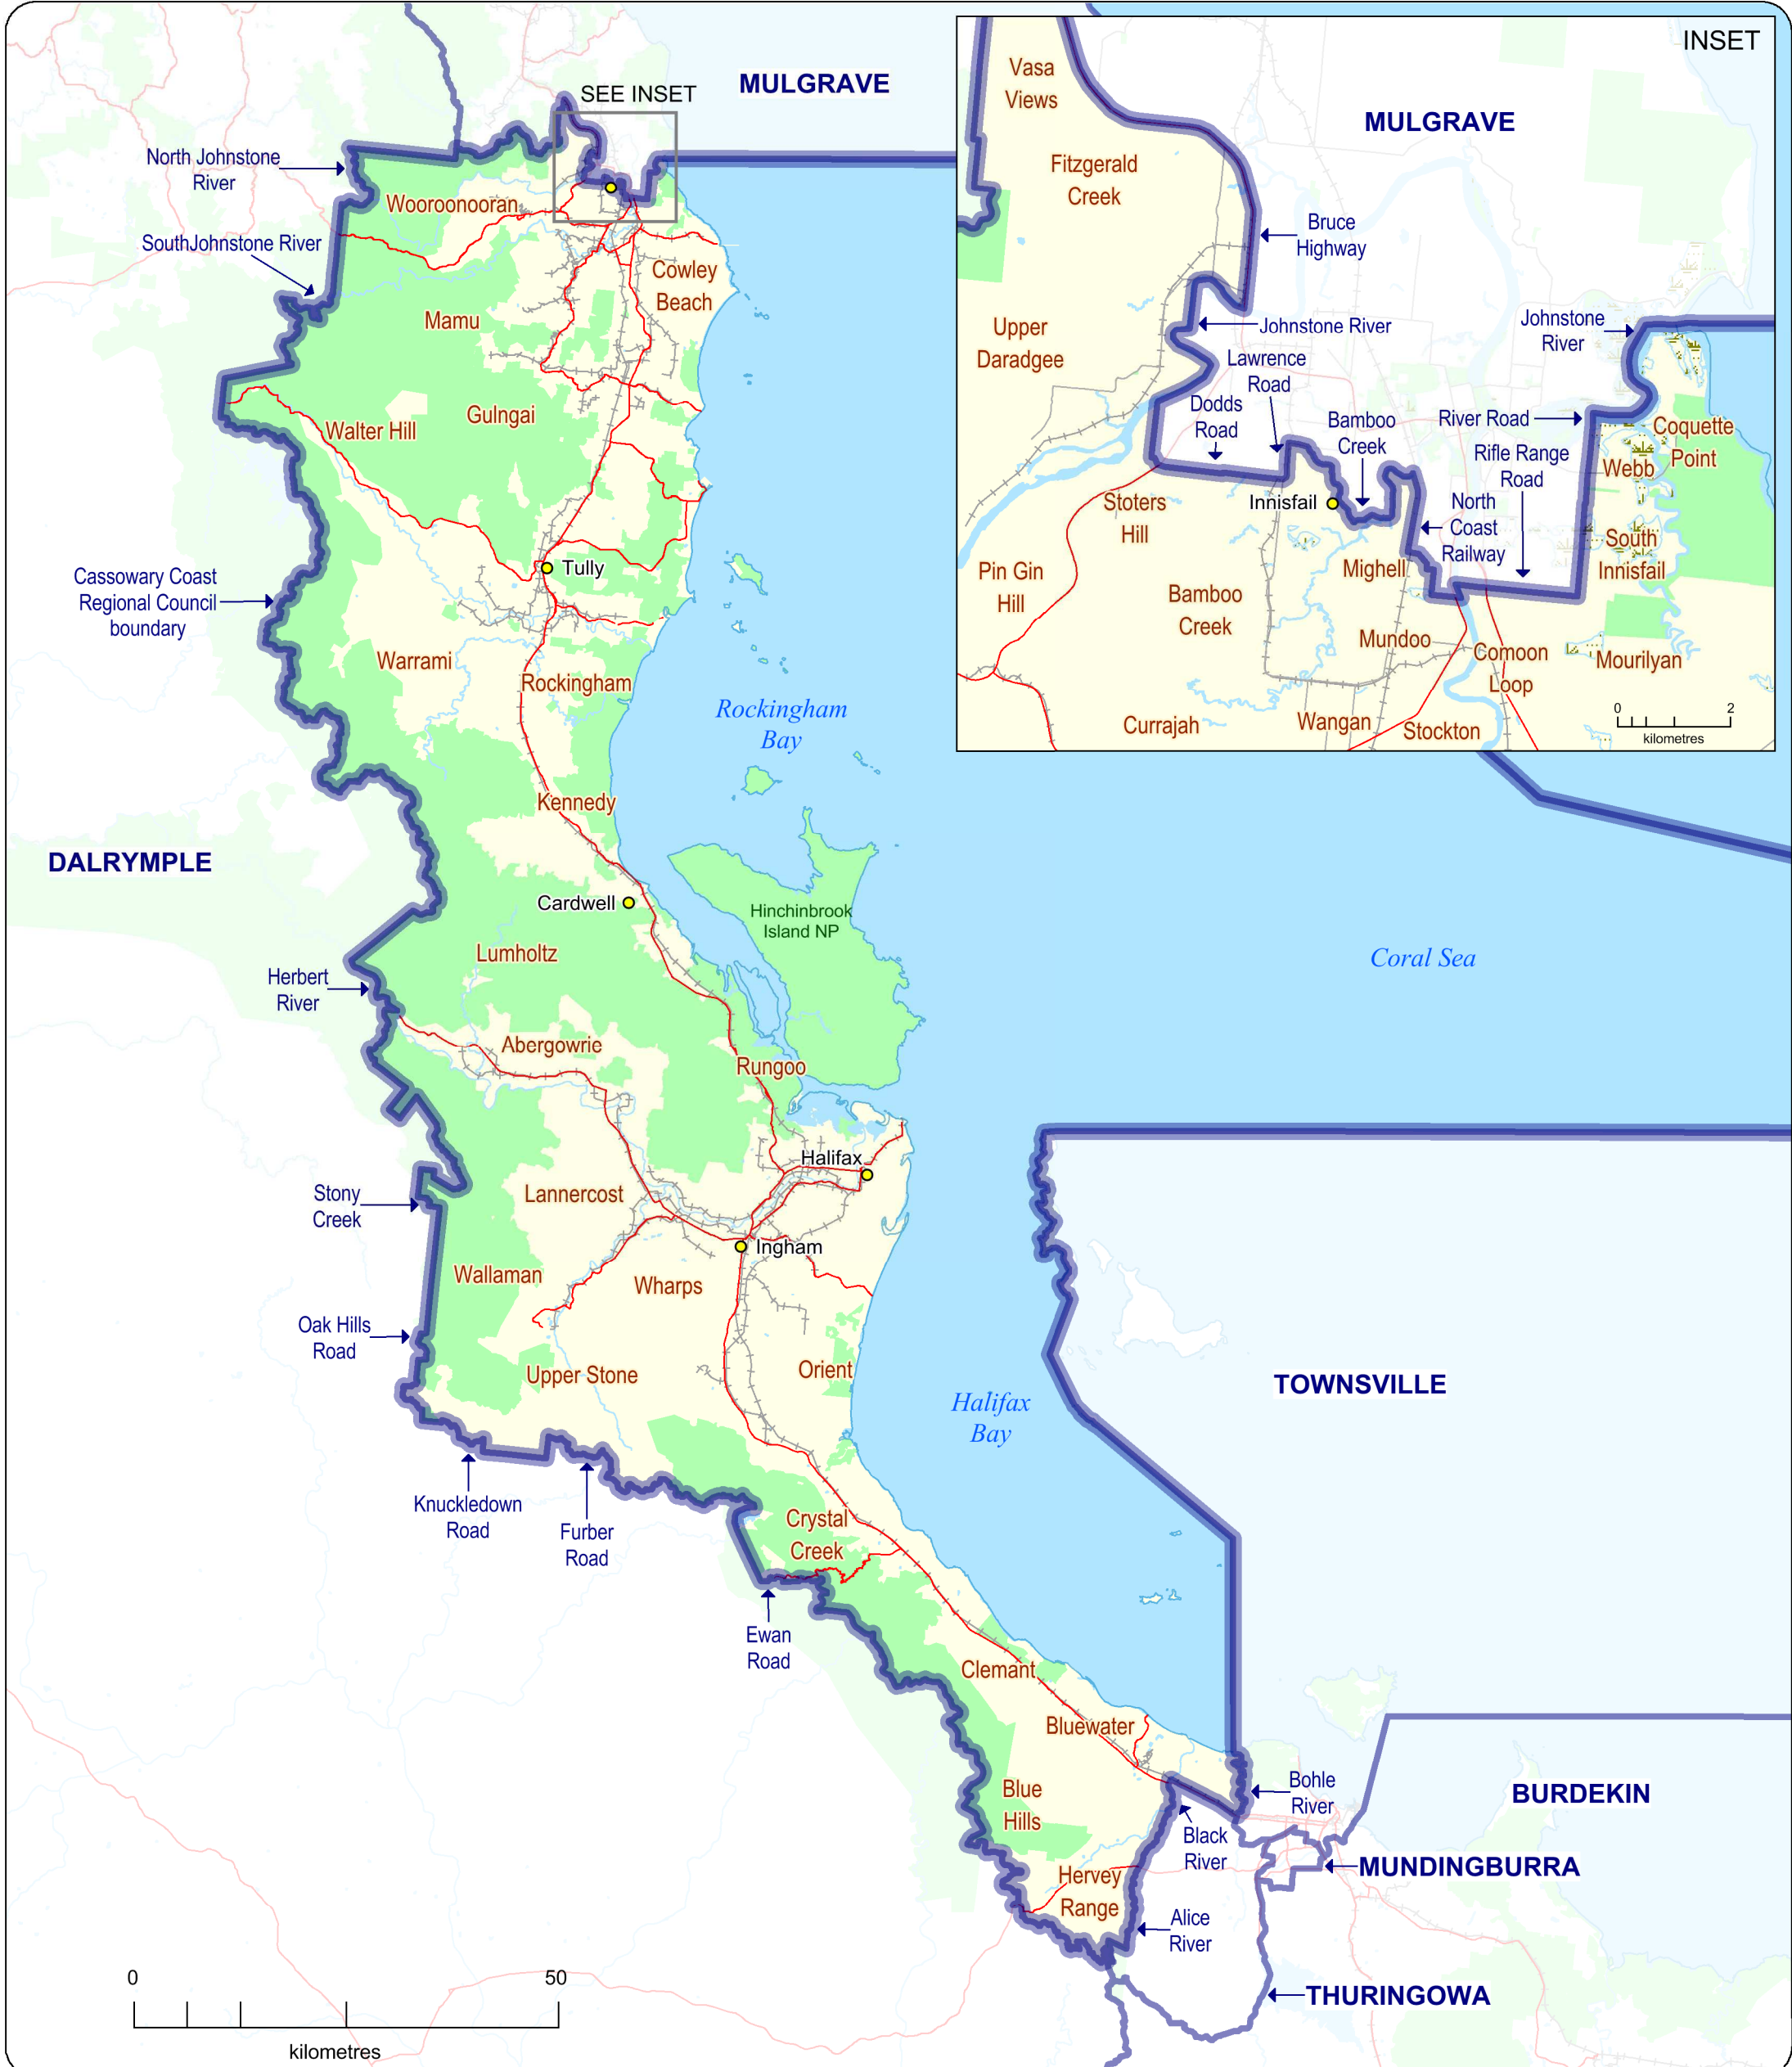 MULGRAVE
SEE INSET
North Johnstone
River
Wooroonooran
SouthJohnstone River
Cowley
Beach
Mamu
Gulngai
Walter Hill
Tully
Cassowary Coast
Regional Council
boundary
Warrami
Rockingham
Rockingham
Bay
Kennedy
DALRYMPLE
Cardwell
Hinchinbrook
Island NP
Lumholtz
Coral Sea
Herbert
River
Abergowrie
Rungoo
Halifax
Stony
Creek
Lannercost
Ingham
Wallaman
Wharps
Oak Hills
Road
Upper Stone
Orient
TOWNSVILLE
Halifax
Bay
Knuckledown
Road
Furber
Road
Crystal
Creek
Ewan
Road
Clemant
Bluewater
Blue
Hills
Bohle
River
BURDEKIN
Black
River
MUNDINGBURRA
Hervey
Range
Alice
River
THURINGOWA
0
50
kilometres
INSET
Vasa
Views
MULGRAVE
Fitzgerald
Creek
Bruce
Highway
Upper
Daradgee
Johnstone River
Johnstone
River
Lawrence
Road
Dodds
Road
Bamboo
Creek
River Road
Coquette
Point
Rifle Range
Road
Webb
Stoters
Hill
Innisfail
North
Coast
Railway
South
Innisfail
Pin Gin
Hill
Mighell
Bamboo
Creek
Mundoo
Comoon
Loop
Mourilyan
Currajah
Wangan
Stockton
0
2
kilometres